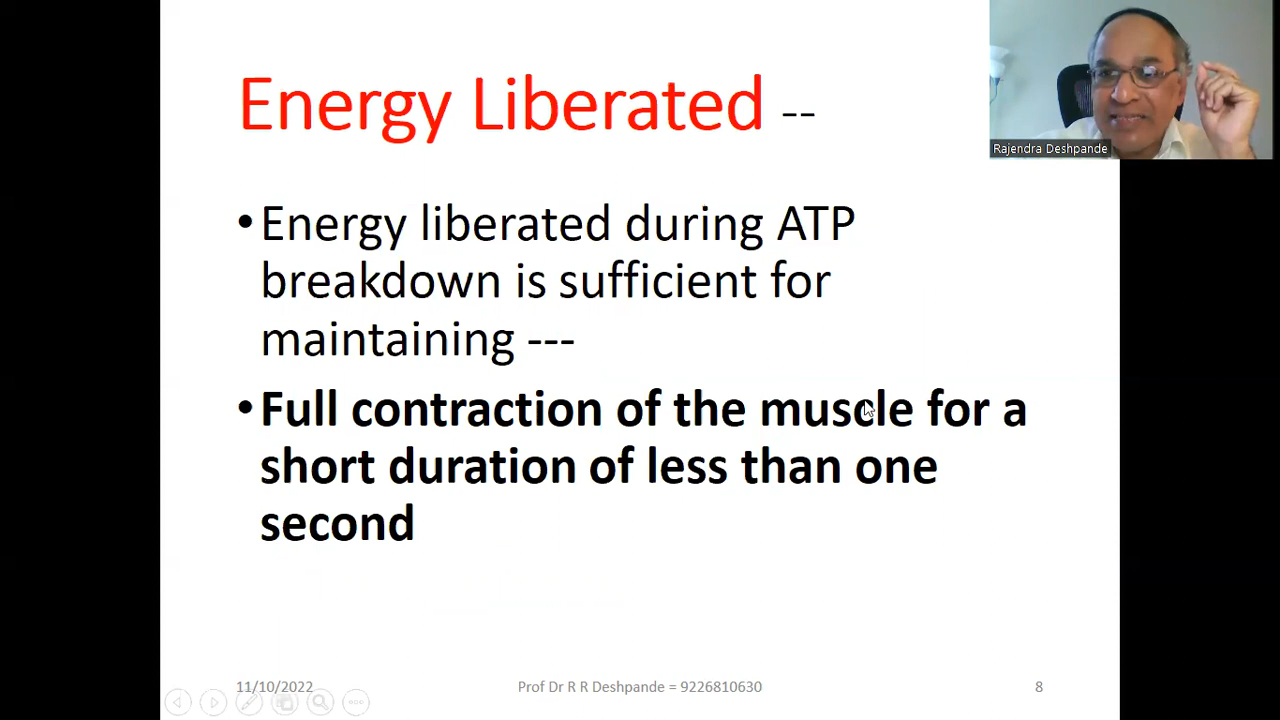 Energy Liberated --
Rajendra Deshpande
•Energy liberated during ATP
breakdown is sufficient for
maintaining ---
•Full contraction of the muscle for a
short duration of less than one
second
11/10/2022
Prof Dr R R Deshpande = 9226810630
8